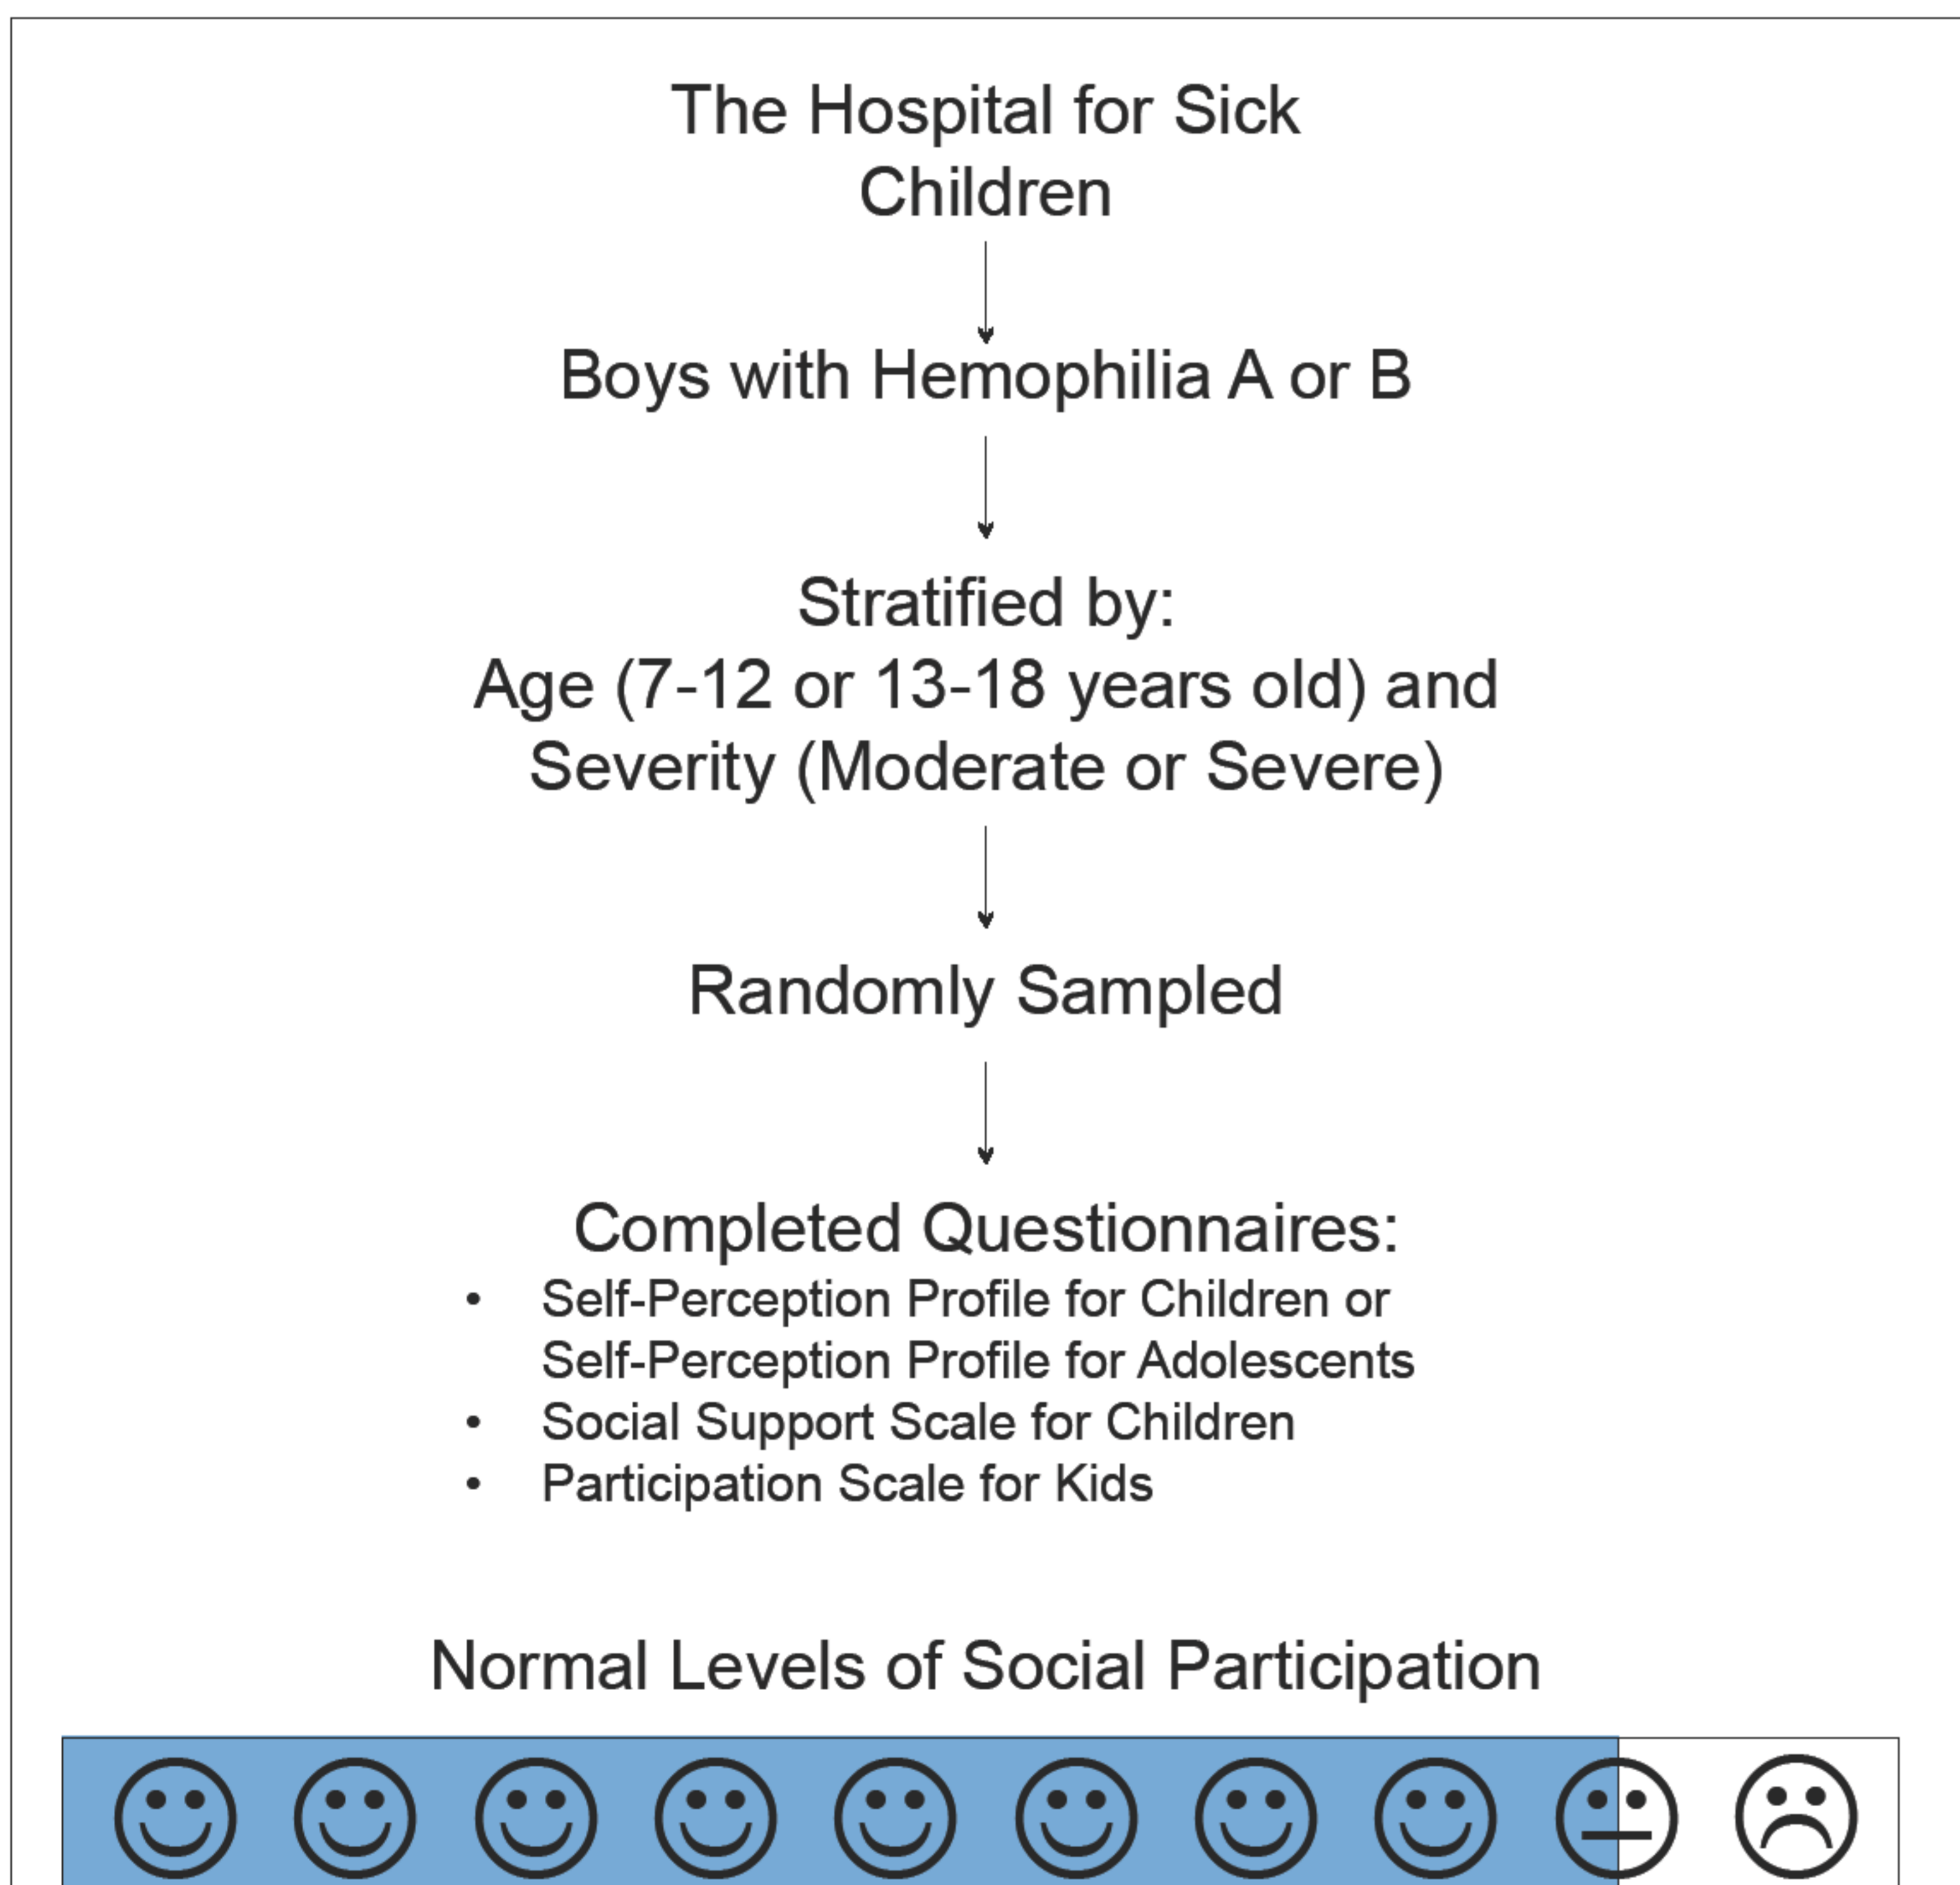 The Hospital for Sick
Children
Boys with Hemophilia A or B
Stratified by:
Age (7-12 or 13-18 years old) and
Severity (Moderate or Severe)
Randomly Sampled
Completed Questionnaires:
• Self-Perception Profile for Children or
Self-Perception Profile for Adolescents
• Social Support Scale for Children
• Participation Scale for Kids
Normal Levels of Social Participation